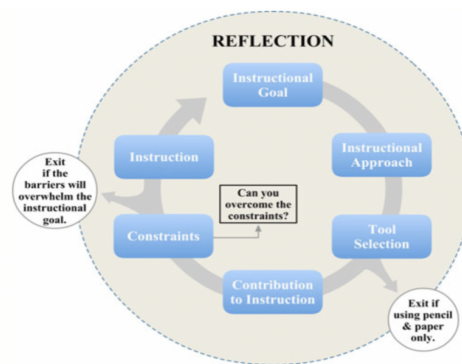 REFLECTION
Instructional
Goal
Instructional
Approach
Tool
Selection
Exit if
using pencil
& paper
only.
Contribution
to Instruction
Constraints
Can you
overcome the
constraints?
Exit
if the
barriers will
overwhelm the
instructional
goal.
Instruction